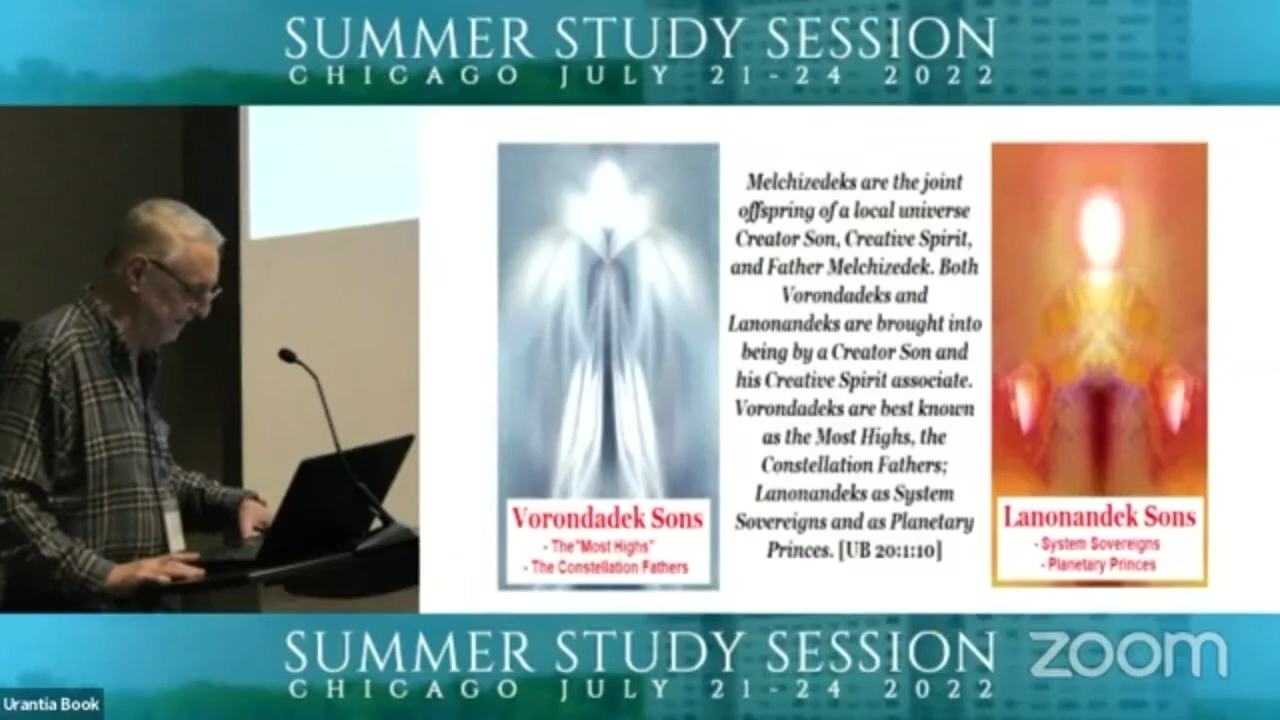 SUMMER STUDY SESSION
CHICAGO JULY 21-24 2022
Melchizedeks are the joint
offspring of a local universe
Creator Son, Creative Spirit,
and Father Melchizedek. Both
Vorondadeks and
Lanonandeks are brought into
being by a Creator Son and
his Creative Spirit associate.
Vorondadeks are best known
as the Most Highs, the
Constellation Fathers;
Lanonandeks as System
Sovereigns and as Planetary
Princes. [UB 20:1:10]
Vorondadek Sons
- The "Most Highs"
- The Constellation Fathers
Lanonandek Sons
- System Sovereigns
- Planetary Princes
SUMMER STUDY SESSION
CHICAGO JULY 21-24 2022
zoom
Urantia Book